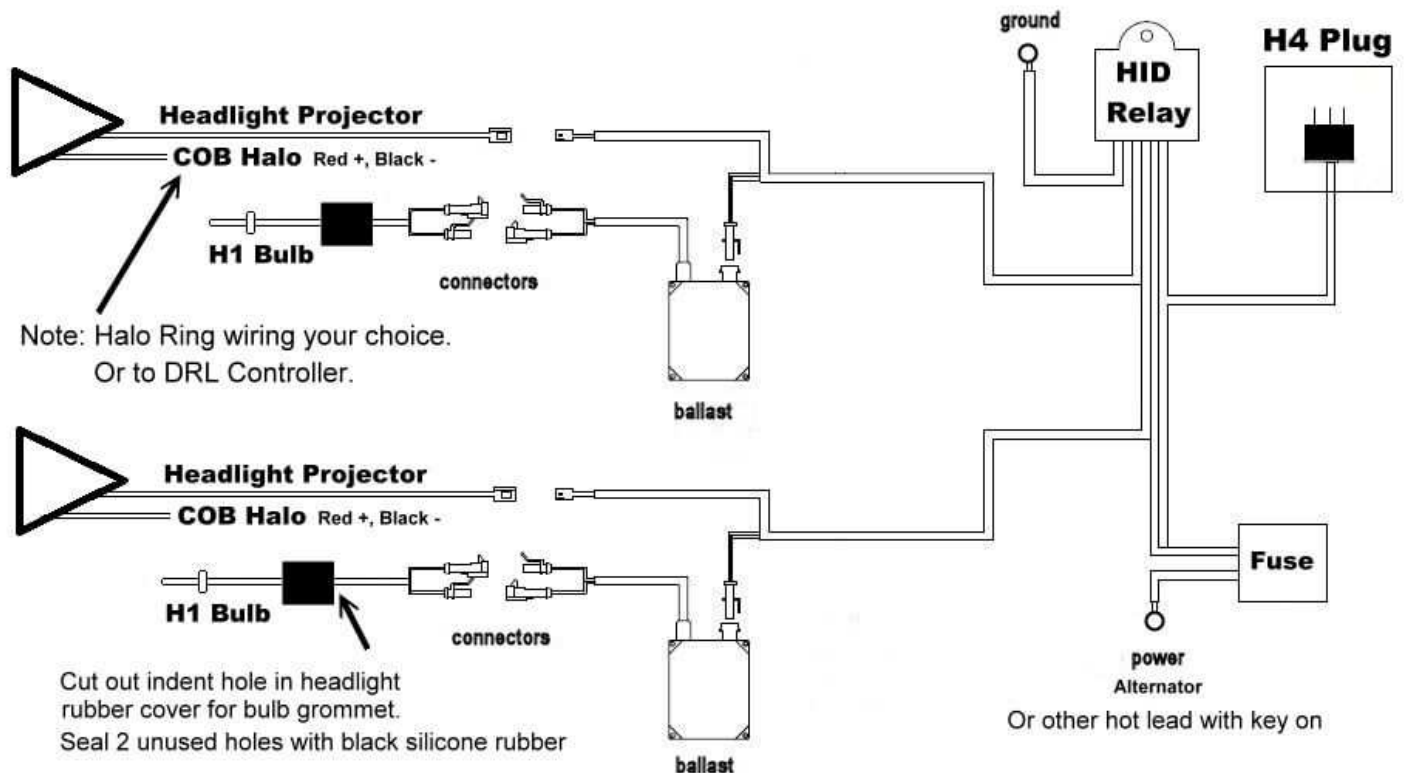 ground
HID
Relay
H4 Plug
Headlight Projector
COB Halo Red +, Black -
H1 Bulb
connectors
Note: Halo Ring wiring your choice.
Or to DRL Controller.
ballast
Headlight Projector
COB Halo Red +, Black -
H1 Bulb
connectors
Cut out indent hole in headlight
rubber cover for bulb grommet.
Seal 2 unused holes with black silicone rubber
ballast
Fuse
power
Alternator
Or other hot lead with key on